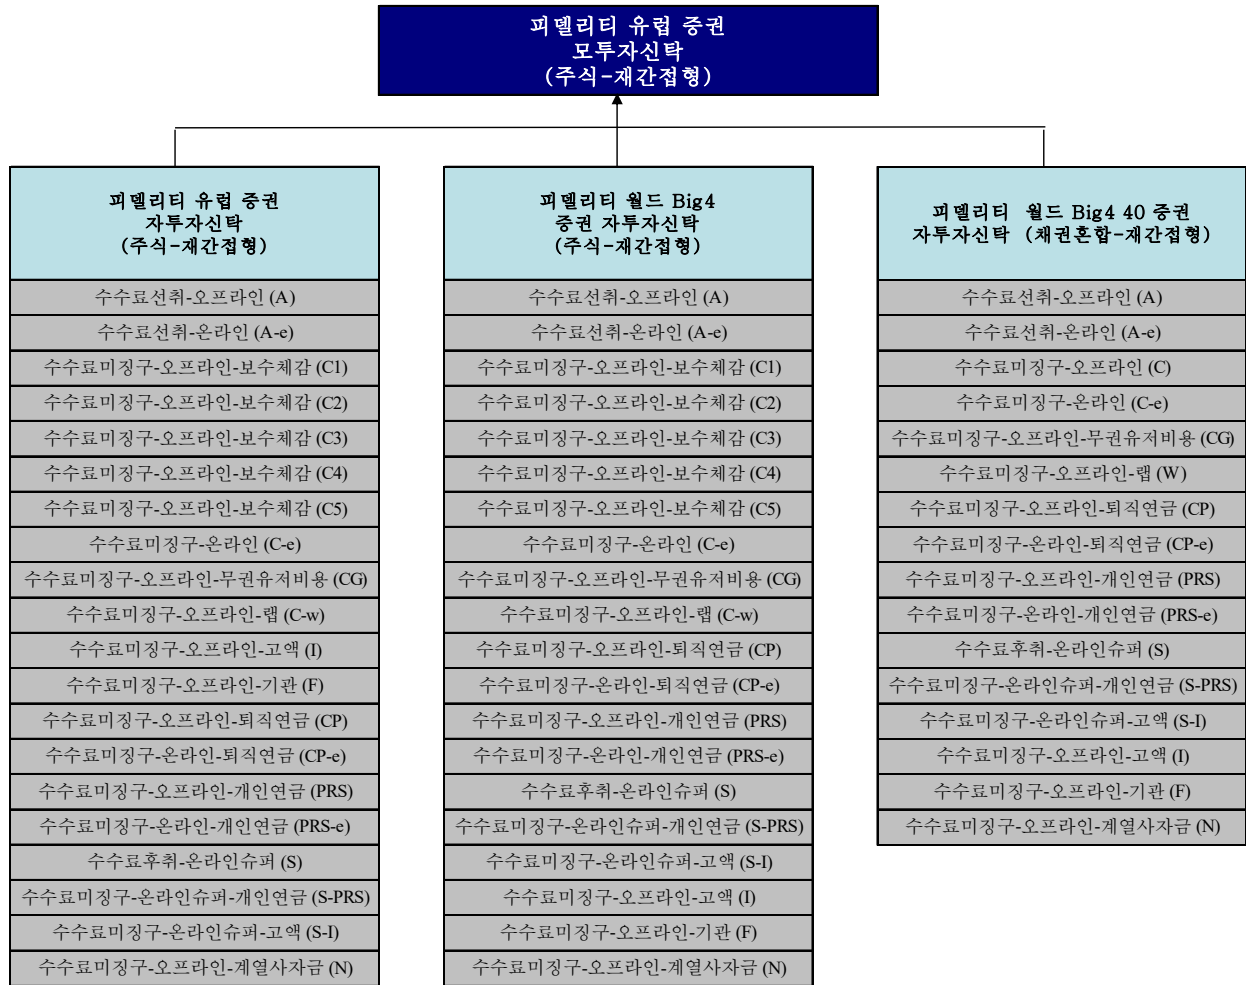 피델리티 유럽 증권
모투자신탁
(주식-재간접형)
피델리티 유럽 증권
자투자신탁
(주식-재간접형)
수수료선취-오프라인 (A)
수수료선취-온라인 (A-e)
수수료미징구-오프라인-보수체감 (C1)
수수료미징구-오프라인-보수체감 (C2)
수수료미징구-오프라인-보수체감 (C3)
수수료미징구-오프라인-보수체감 (C4)
수수료미징구-오프라인-보수체감 (C5)
수수료미징구-온라인 (C-e)
수수료미징구-오프라인-무권유저비용 (CG)
수수료미징구-오프라인-랩 (C-w)
수수료미징구-오프라인-고액 (I)
수수료미징구-오프라인-기관 (F)
수수료미징구-오프라인-퇴직연금 (CP)
수수료미징구-온라인-퇴직연금 (CP-e)
수수료미징구-오프라인-개인연금 (PRS)
수수료미징구-온라인-개인연금 (PRS-e)
수수료후취-온라인슈퍼 (S)
수수료미징구-온라인슈퍼-개인연금 (S-PRS)
수수료미징구-온라인슈퍼-고액 (S-I)
수수료미징구-오프라인-계열사자금 (N)
피델리티 월드 Big4
증권 자투자신탁
(주식-재간접형)
수수료선취-오프라인 (A)
수수료선취-온라인 (A-e)
수수료미징구-오프라인-보수체감 (C1)
수수료미징구-오프라인-보수체감 (C2)
수수료미징구-오프라인-보수체감 (C3)
수수료미징구-오프라인-보수체감 (C4)
수수료미징구-오프라인-보수체감 (C5)
수수료미징구-온라인 (C-e)
수수료미징구-오프라인-무권유저비용 (CG)
수수료미징구-오프라인-랩 (C-w)
수수료미징구-오프라인-퇴직연금 (CP)
수수료미징구-온라인-퇴직연금 (CP-e)
수수료미징구-오프라인-개인연금 (PRS)
수수료미징구-온라인-개인연금 (PRS-e)
수수료후취-온라인슈퍼 (S)
수수료미징구-온라인슈퍼-개인연금 (S-PRS)
수수료미징구-온라인슈퍼-고액 (S-I)
수수료미징구-오프라인-고액 (I)
수수료미징구-오프라인-기관 (F)
수수료미징구-오프라인-계열사자금 (N)
피델리티 월드 Big4 40 증권
자투자신탁 (채권혼합-재간접형)
수수료선취-오프라인 (A)
수수료선취-온라인 (A-e)
수수료미징구-오프라인 (C)
수수료미징구-온라인 (C-e)
수수료미징구-오프라인-무권유저비용 (CG)
수수료미징구-오프라인-랩 (W)
수수료미징구-오프라인-퇴직연금 (CP)
수수료미징구-온라인-퇴직연금 (CP-e)
수수료미징구-오프라인-개인연금 (PRS)
수수료미징구-온라인-개인연금 (PRS-e)
수수료후취-온라인슈퍼 (S)
수수료미징구-온라인슈퍼-개인연금 (S-PRS)
수수료미징구-온라인슈퍼-고액 (S-I)
수수료미징구-오프라인-고액 (I)
수수료미징구-오프라인-기관 (F)
수수료미징구-오프라인-계열사자금 (N)